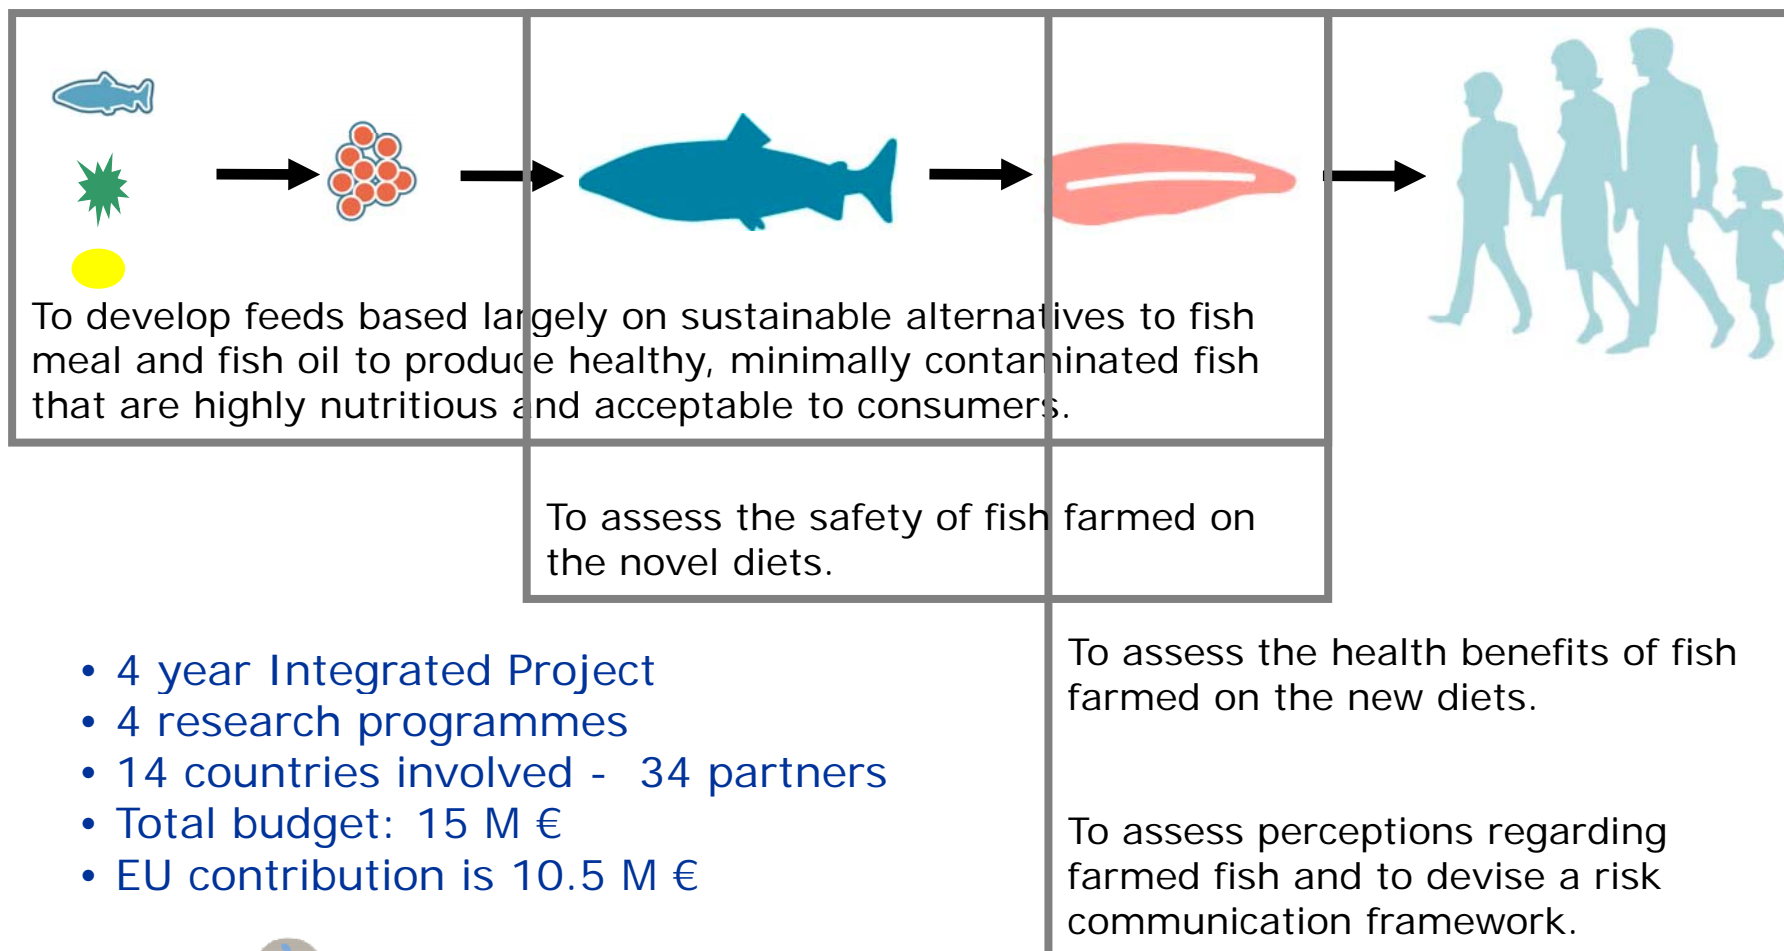 To develop feeds based largely on sustainable alternatives to fish
meal and fish oil to produce healthy, minimally contaminated fish
that are highly nutritious and acceptable to consumers.
To assess the safety of fish farmed on
the novel diets.
• 4 year Integrated Project
• 4 research programmes
• 14 countries involved - 34 partners
• Total budget: 15 M €
• EU contribution is 10.5 M €
To assess the health benefits of fish
farmed on the new diets.
To assess perceptions regarding
farmed fish and to devise a risk
communication framework.